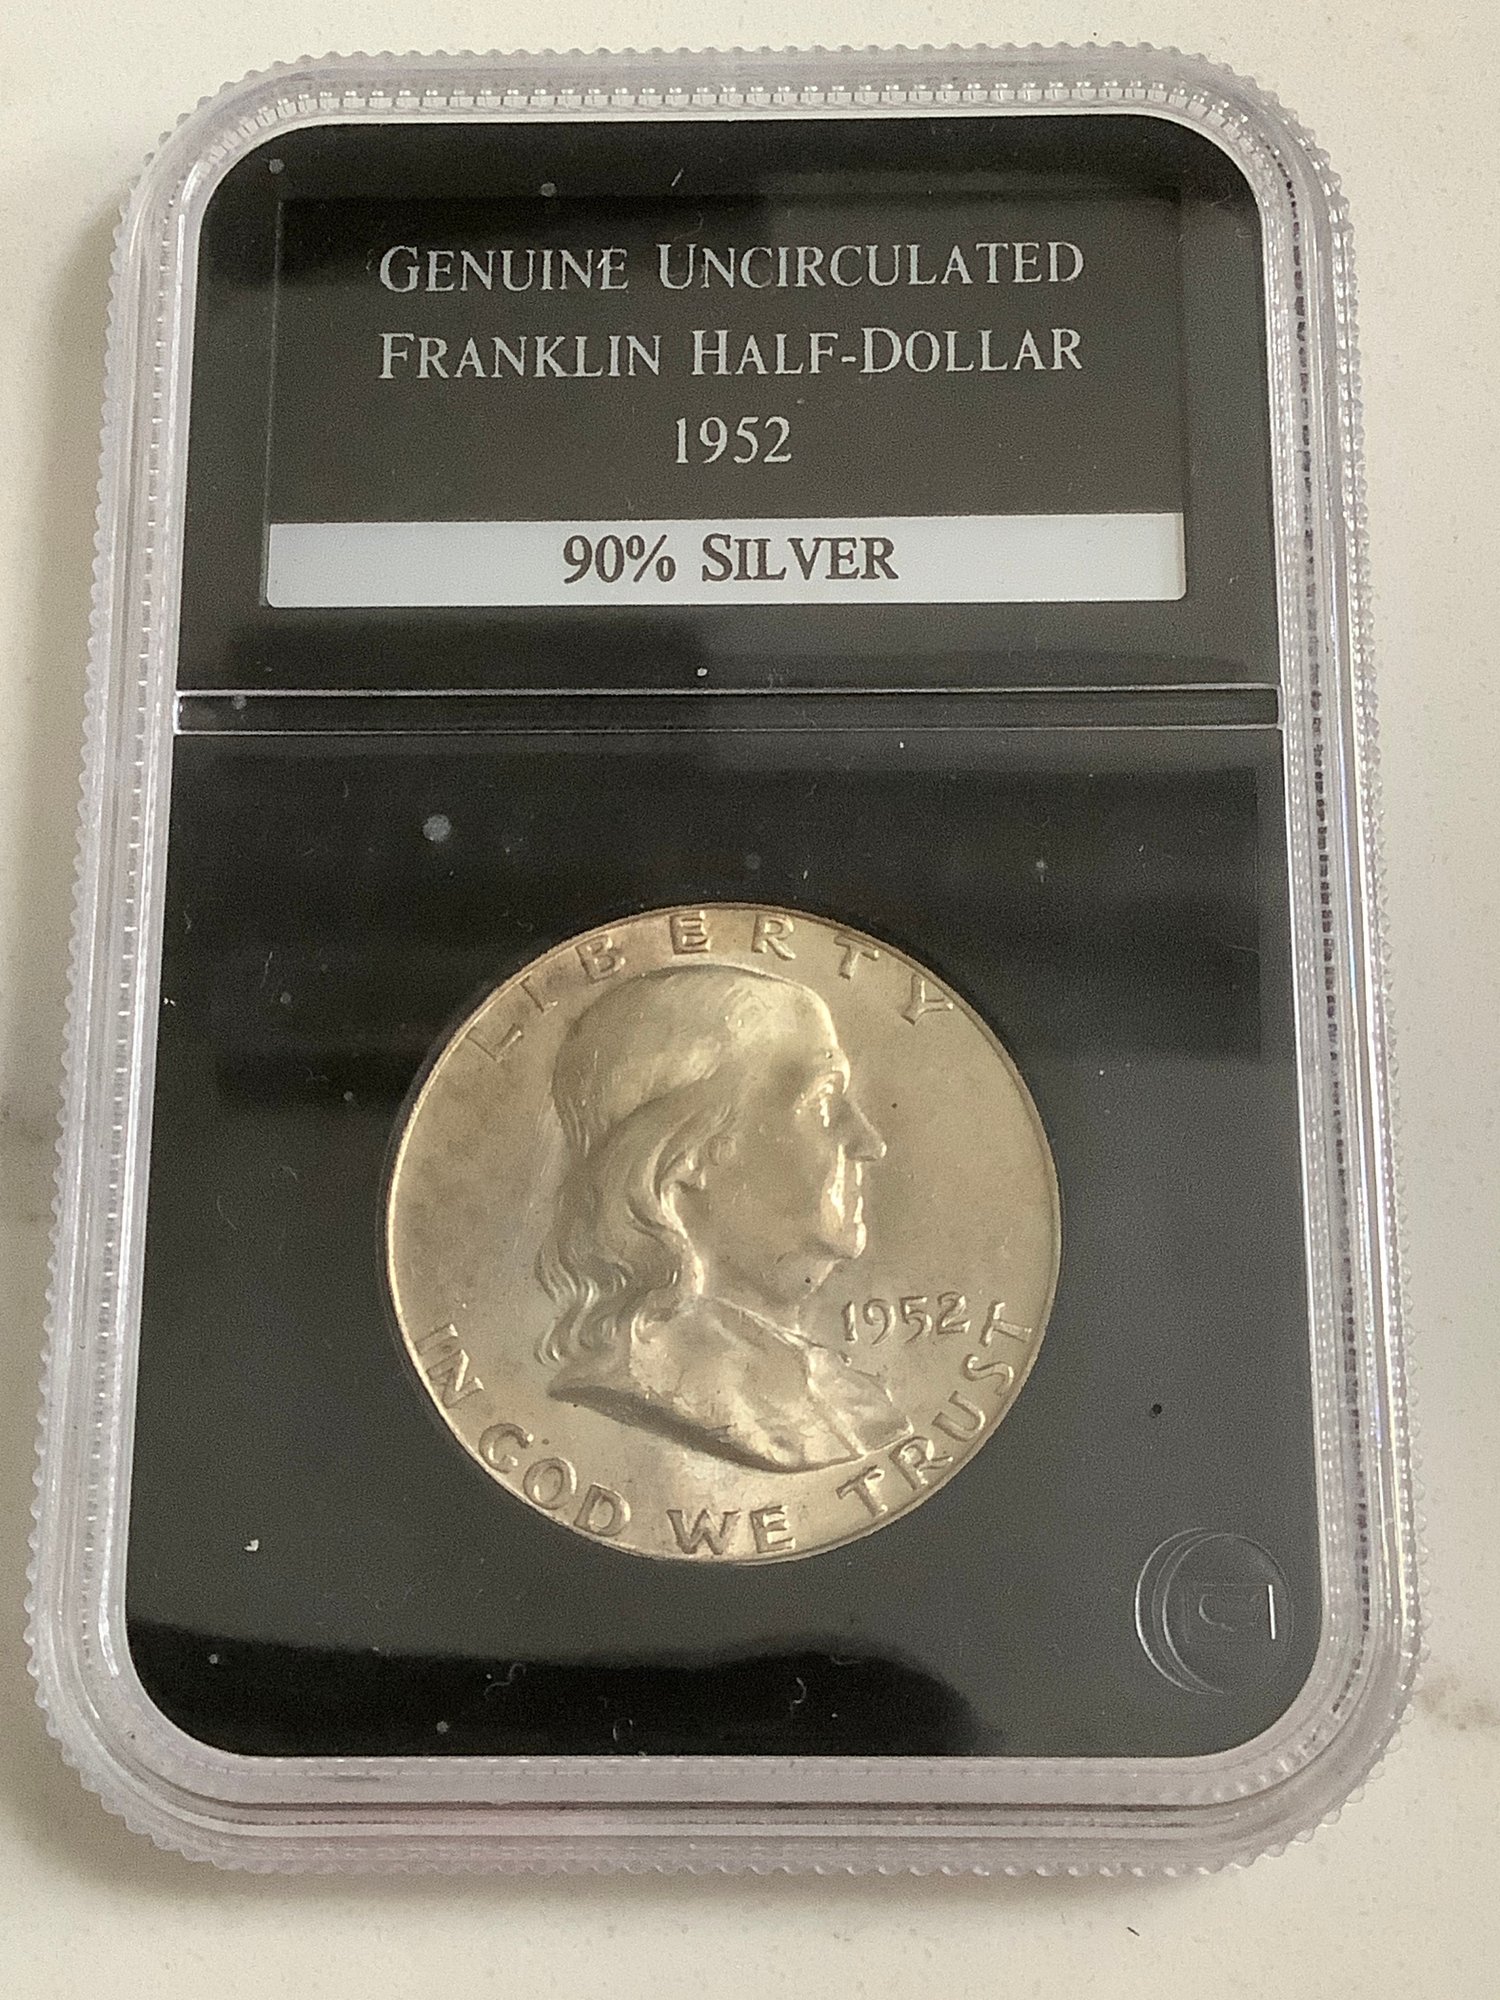 GENUINE UNCIRCULATED
FRANKLIN HALF-DOLLAR
1952
90% SILVER
LIBERTY
1952
IN GOD WE TRUST